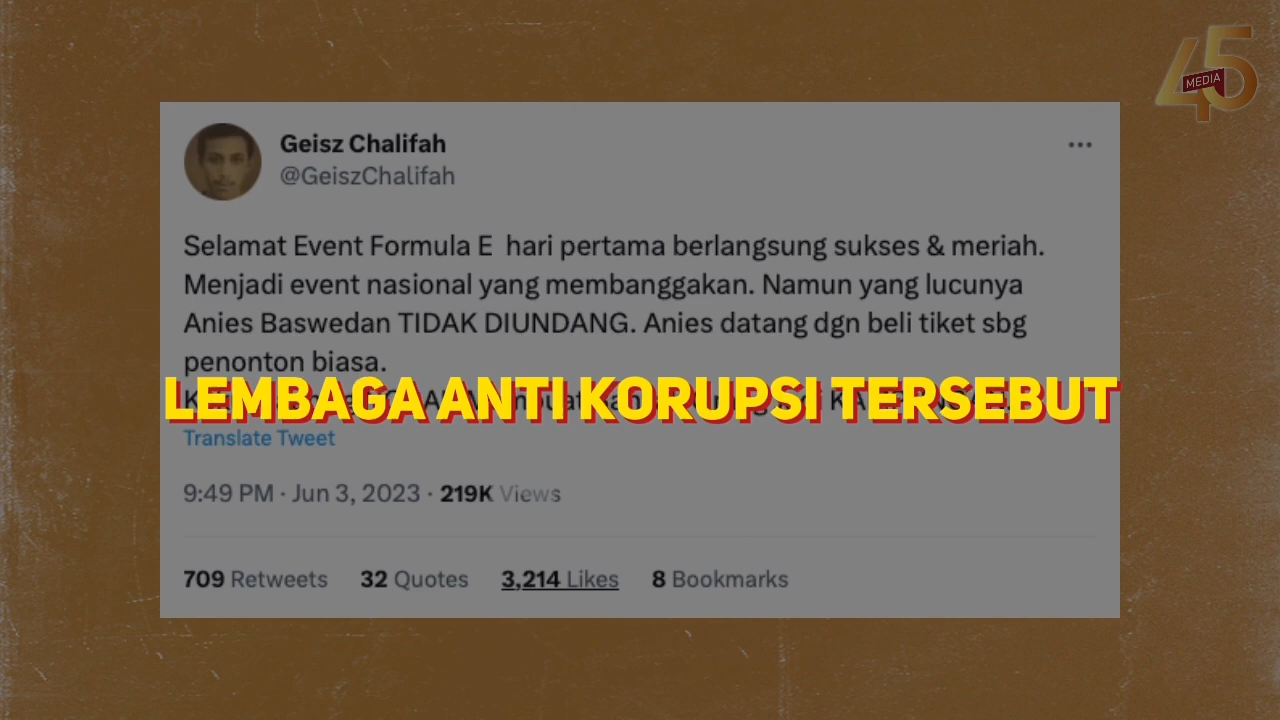 45
MEDIA
Geisz Chalifah
@GeiszChalifah
Selamat Event Formula E hari pertama berlangsung sukses & meriah.
Menjadi event nasional yang membanggakan. Namun yang lucunya
Anies Baswedan TIDAK DIUNDANG. Anies datang dgn beli tiket sbg
penonton biasa.
LEMBAGA ANTI KORUPSI TERSEBUT
Translate Tweet
9:49 PM · Jun 3, 2023 · 219K Views
709 Retweets 32 Quotes 3,214 Likes 8 Bookmarks